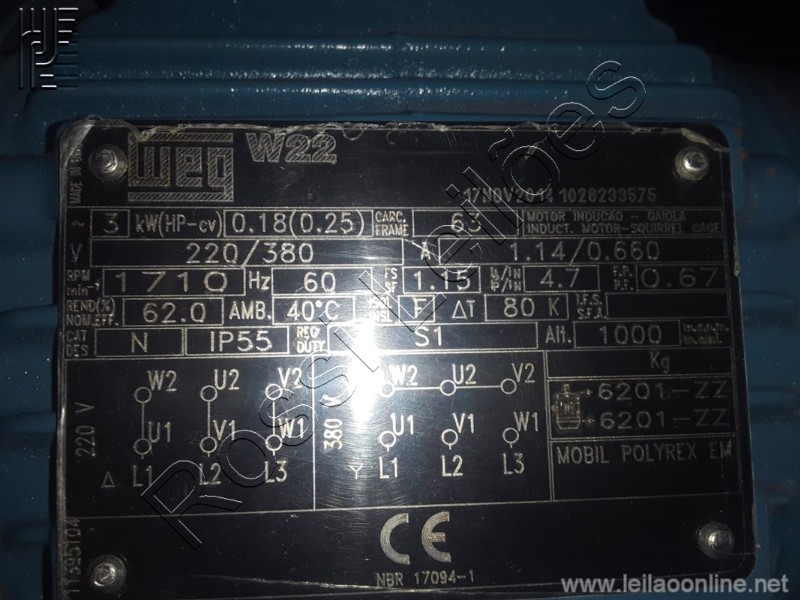 WEG W22
17NOV2014 1026233575
~ 3 kW(HP-cv) 0.18(0.25) CARC. FRAME 63 MOTOR INDUÇÃO - GAIOLA
INDUCT. MOTOR-SQUIRREL CAGE
V 220/380 A 1.14/0.660
RPM min-1 1710 Hz 60 FS SF 1.15 Ip/In 4.7 F.P. P.F. 0.67
REND.(%) NOM.EFF. 62.0 AMB. 40°C ISOL INSL F ΔT 80 K I.F.S. S.F.A.
CAT DES N IP55 REG DUTY. S1 Alt. 1000 m.a.n.m.
Kg
W2 U2 V2 W2 U2 V2
6201-ZZ
6201-ZZ
220 V U1 V1 W1 380 V U1 V1 W1
MOBIL POLYREX EM
Δ L1 L2 L3 Y L1 L2 L3
CE
NBR 17094-1
11395104
MADE IN
Rossi Leilões
www.leilaoonline.net